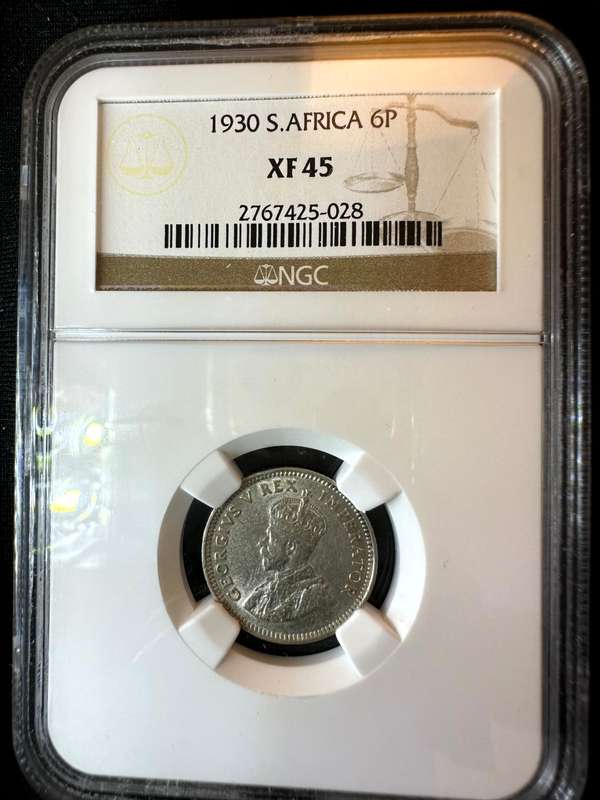 1930 S.AFRICA 6P
XF 45
2767425-028
NGC
GEORGIVS V REX IMPERATOR